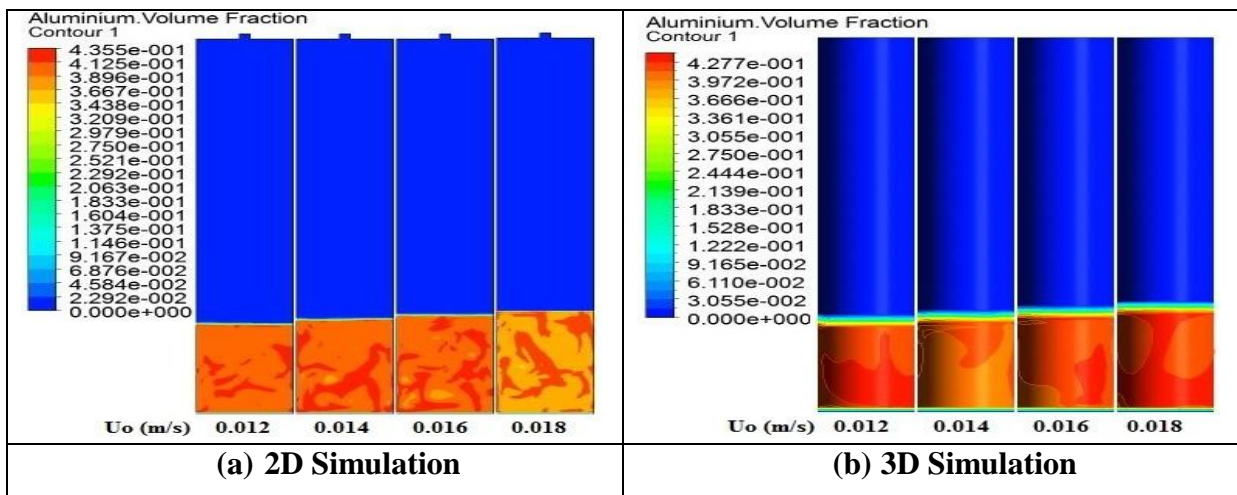 Aluminium.Volume Fraction
Contour 1
4.355e-001
4.125e-001
3.896e-001
3.667e-001
3.438e-001
3.209e-001
2.979e-001
2.750e-001
2.521e-001
2.292e-001
2.063e-001
1.833e-001
1.604e-001
1.375e-001
1.146e-001
9.167e-002
6.876e-002
4.584e-002
2.292e-002
0.000e+000
Uo (m/s) 0.012 0.014 0.016 0.018
(a) 2D Simulation
Aluminium.Volume Fraction
Contour 1
4.277e-001
3.972e-001
3.666e-001
3.361e-001
3.055e-001
2.750e-001
2.444e-001
2.139e-001
1.833e-001
1.528e-001
1.222e-001
9.165e-002
6.110e-002
3.055e-002
0.000e+000
Uo (m/s) 0.012 0.014 0.016 0.018
(b) 3D Simulation